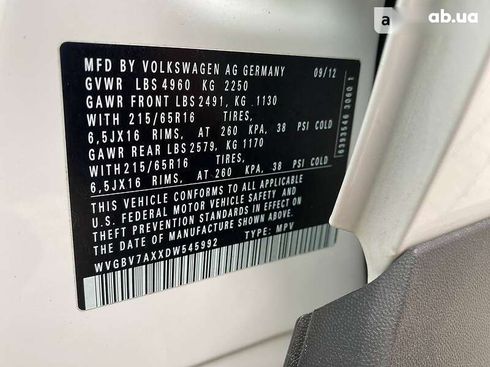 a ab.ua
MFD BY VOLKSWAGEN AG GERMANY 09/12
GVWR LBS 4960 KG 2250
GAWR FRONT LBS 2491, KG 1130
WITH 215/65R16 TIRES,
6,5JX16 RIMS, AT 260 KPA, 38 PSI COLD
GAWR REAR LBS 2579, KG 1170
WITH 215/65R16 TIRES,
6,5JX16 RIMS, AT 260 KPA, 38 PSI COLD
THIS VEHICLE CONFORMS TO ALL APPLICABLE
U.S. FEDERAL MOTOR VEHICLE SAFETY AND
THEFT PREVENTION STANDARDS IN EFFECT ON
THE DATE OF MANUFACTURE SHOWN ABOVE.
WVGBV7AXXDW545992 TYPE: MPV
6393546 3060 1